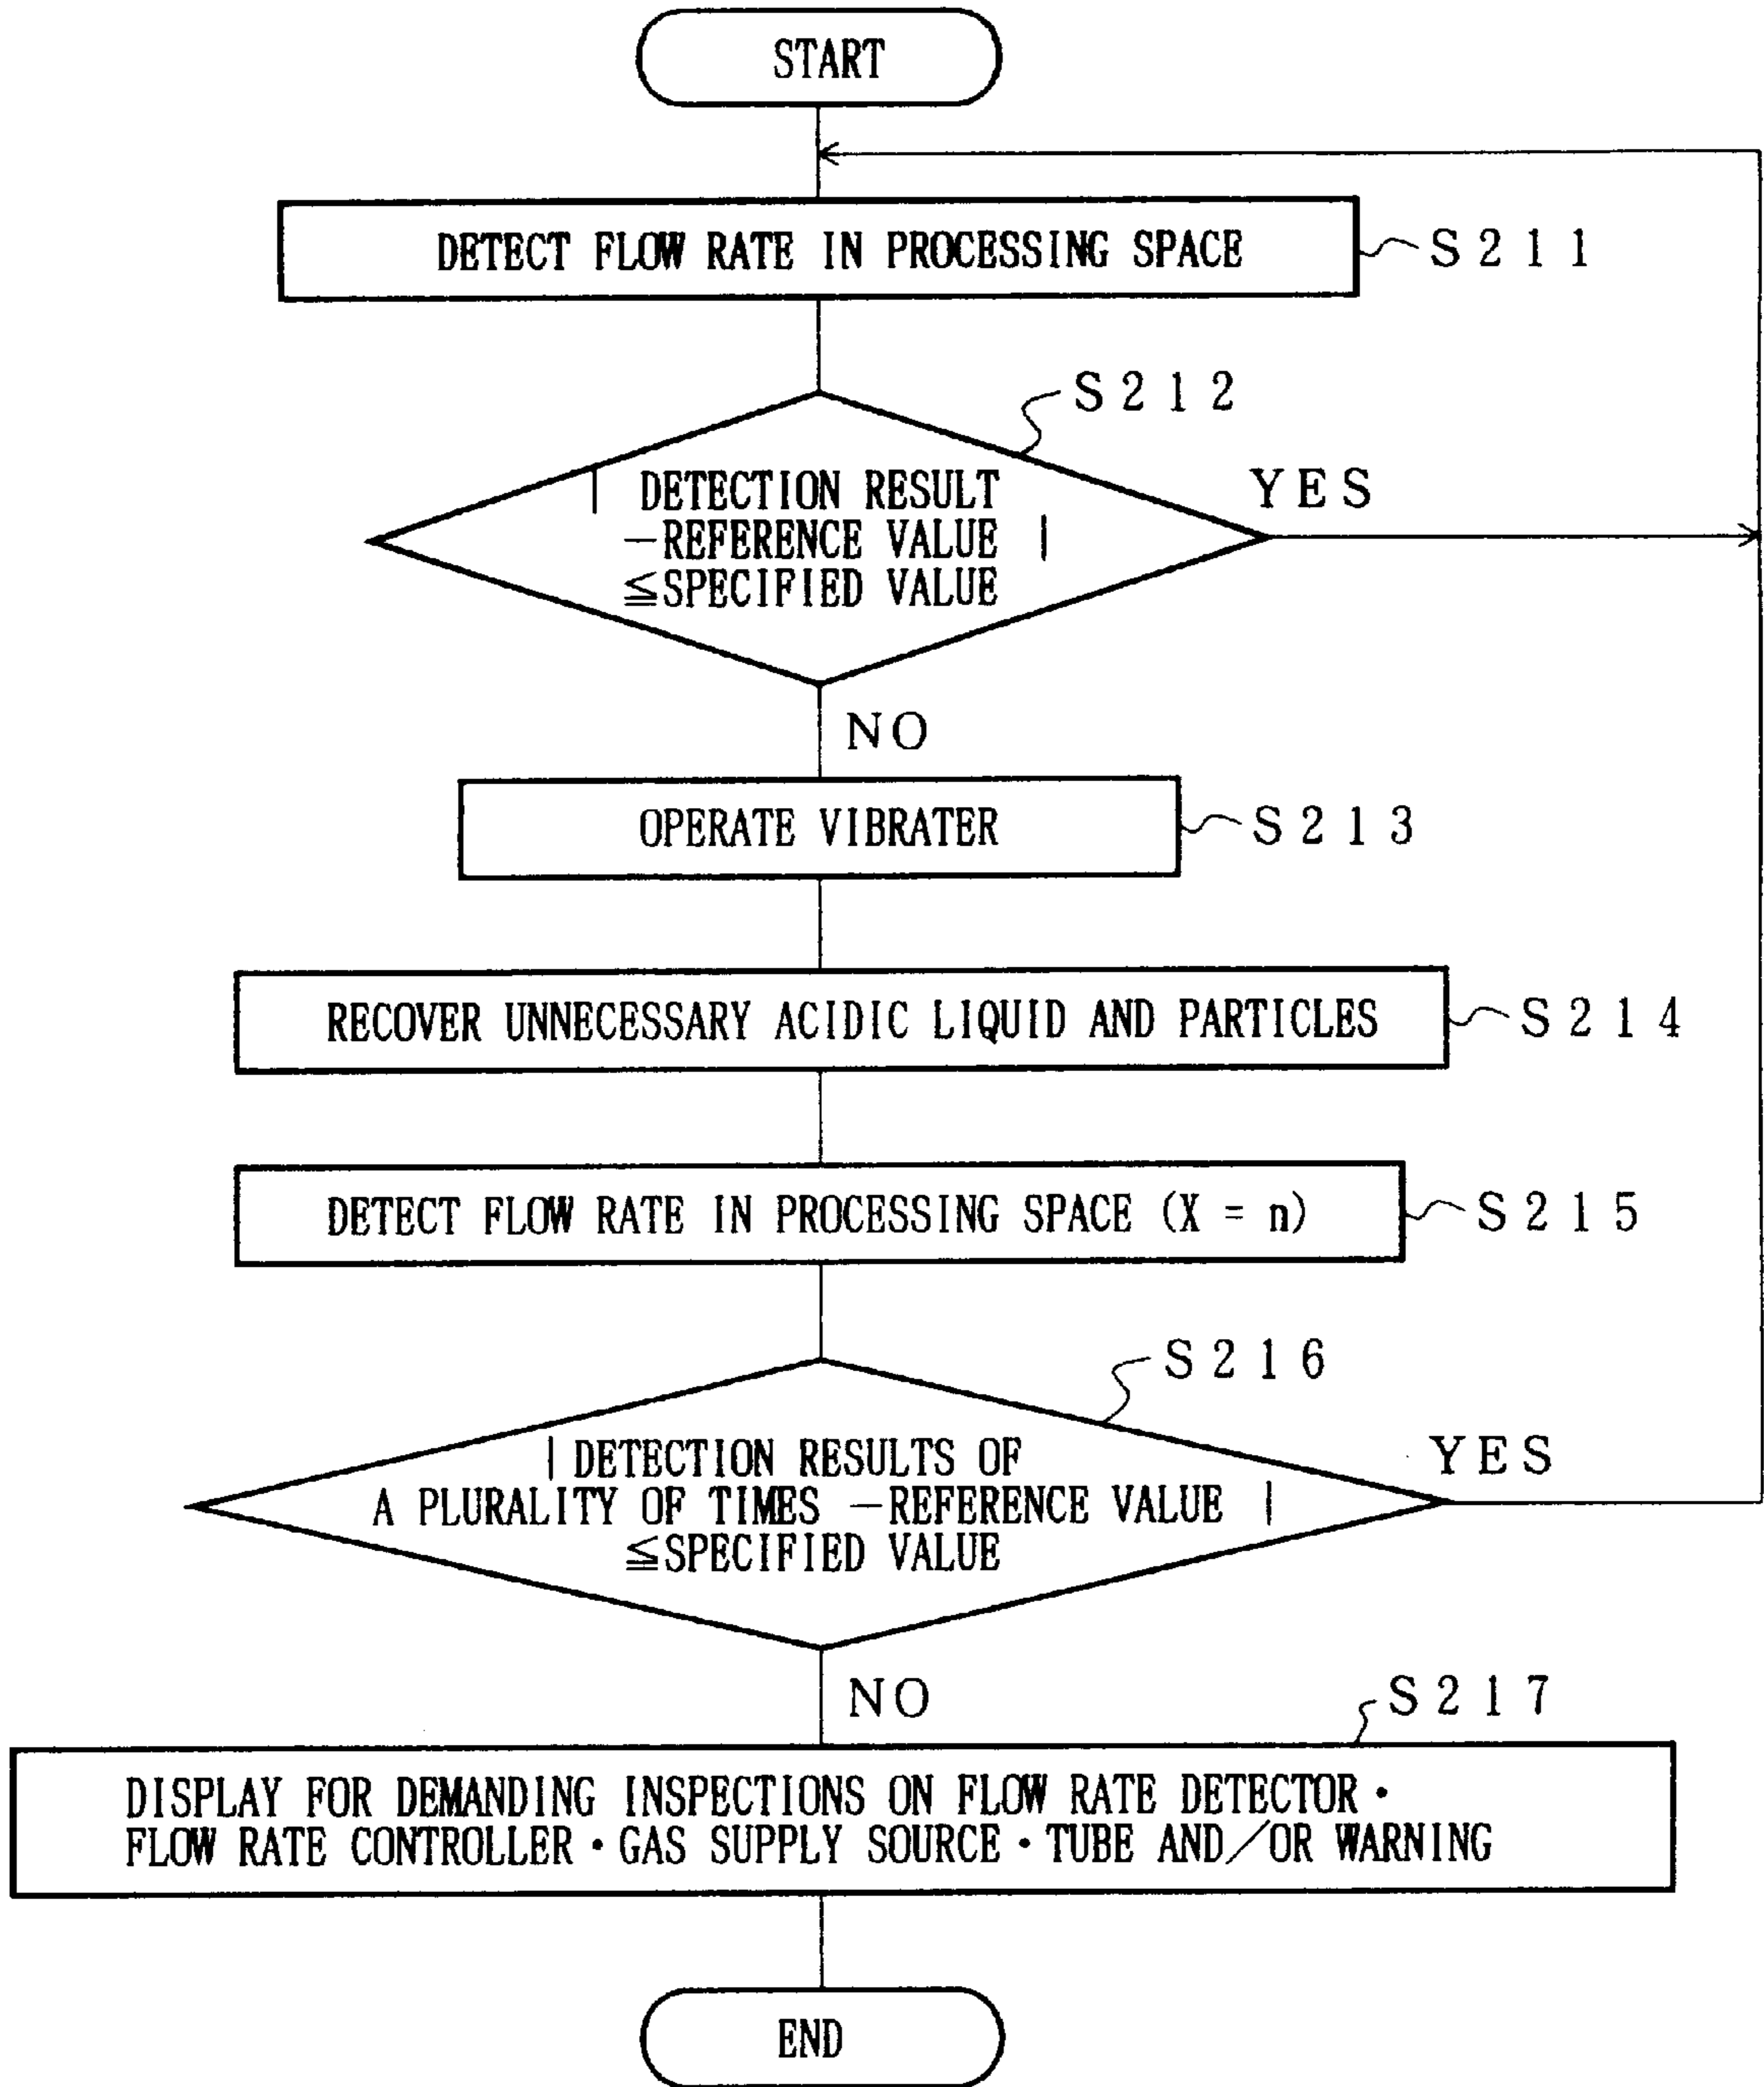 START
DETECT FLOW RATE IN PROCESSING SPACE
S211
S212
| DETECTION RESULT
－REFERENCE VALUE |
≦SPECIFIED VALUE
YES
NO
OPERATE VIBRATER
S213
RECOVER UNNECESSARY ACIDIC LIQUID AND PARTICLES
S214
DETECT FLOW RATE IN PROCESSING SPACE (X = n)
S215
S216
| DETECTION RESULTS OF
A PLURALITY OF TIMES －REFERENCE VALUE |
≦SPECIFIED VALUE
YES
NO
S217
DISPLAY FOR DEMANDING INSPECTIONS ON FLOW RATE DETECTOR・
FLOW RATE CONTROLLER・GAS SUPPLY SOURCE・TUBE AND／OR WARNING
END